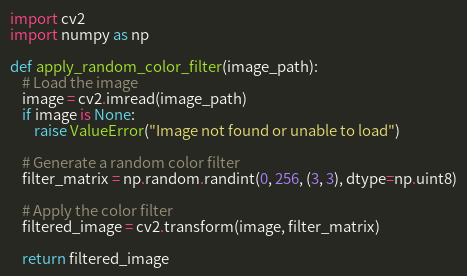 import cv2
import numpy as np
def apply_random_color_filter(image_path):
# Load the image
image = cv2.imread(image_path)
if image is None:
raise ValueError("Image not found or unable to load")
# Generate a random color filter
filter_matrix = np.random.randint(0, 256, (3, 3), dtype=np.uint8)
# Apply the color filter
filtered_image = cv2.transform(image, filter_matrix)
return filtered_image